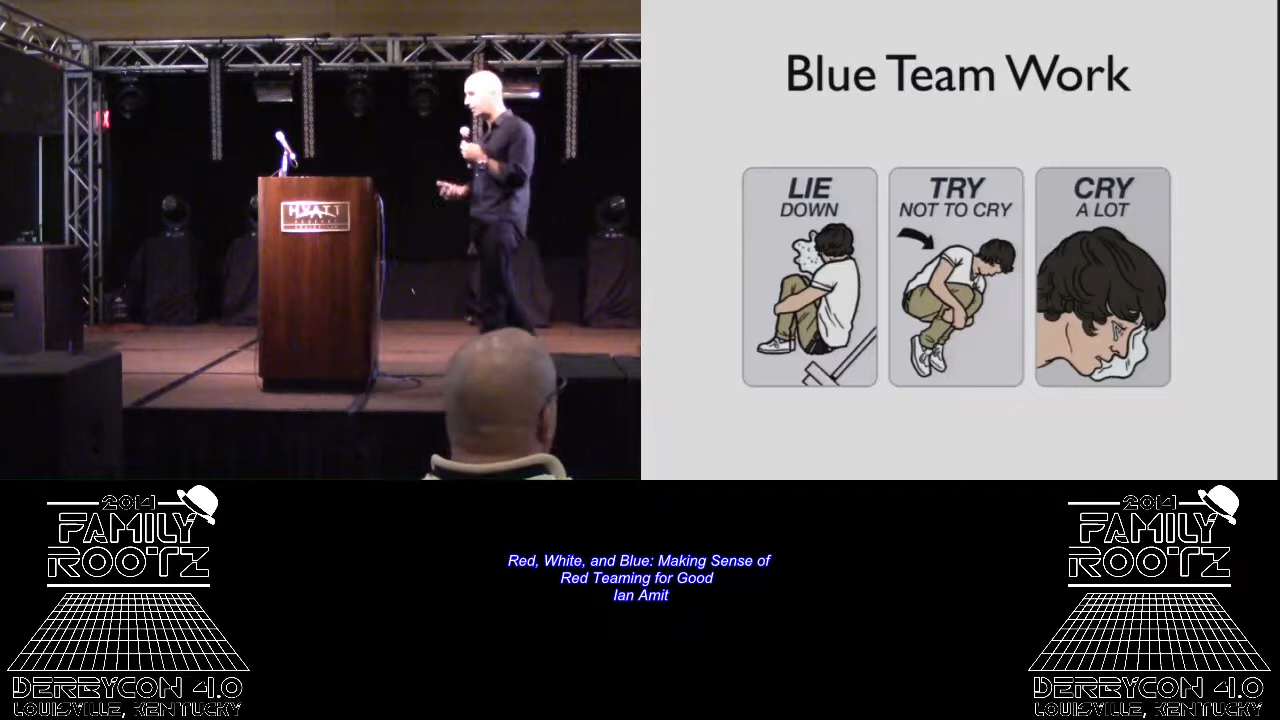 Blue Team Work
LIE
DOWN
TRY
NOT TO CRY
CRY
A LOT
HYATT
2014
FAMILY
ROOTZ
DERBYCON 4.0
LOUISVILLE, KENTUCKY
Red, White, and Blue: Making Sense of
Red Teaming for Good
Ian Amit
2014
FAMILY
ROOTZ
DERBYCON 4.0
LOUISVILLE, KENTUCKY